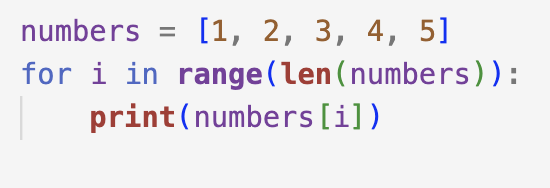 numbers = [1, 2, 3, 4, 5]
for i in range(len(numbers)):
    print(numbers[i])